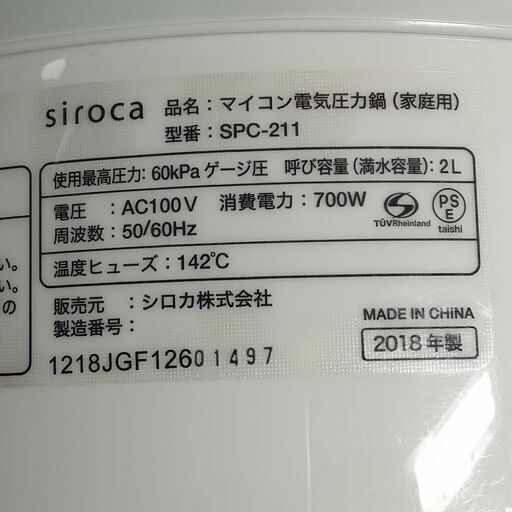 siroca 品名：マイコン電気圧力鍋（家庭用）
型番：SPC-211
使用最高圧力：60kPa ゲージ圧 呼び容量（満水容量）：2L
電圧：AC100V 消費電力：700W
周波数：50/60Hz
TÜVRheinland
PS
E
taishi
温度ヒューズ：142℃
販売元：シロカ株式会社
製造番号：
1218JGF12601497
MADE IN CHINA
2018 年製
い。
い。
の